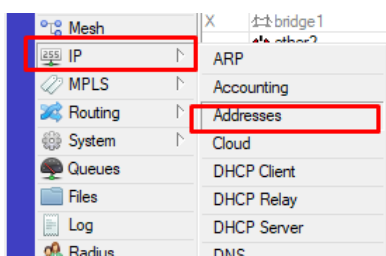 Mesh
X bridge1
ether2
255 IP
ARP
MPLS
Accounting
Routing
Addresses
System
Cloud
Queues
DHCP Client
Files
DHCP Relay
Log
DHCP Server
Radius
DNS